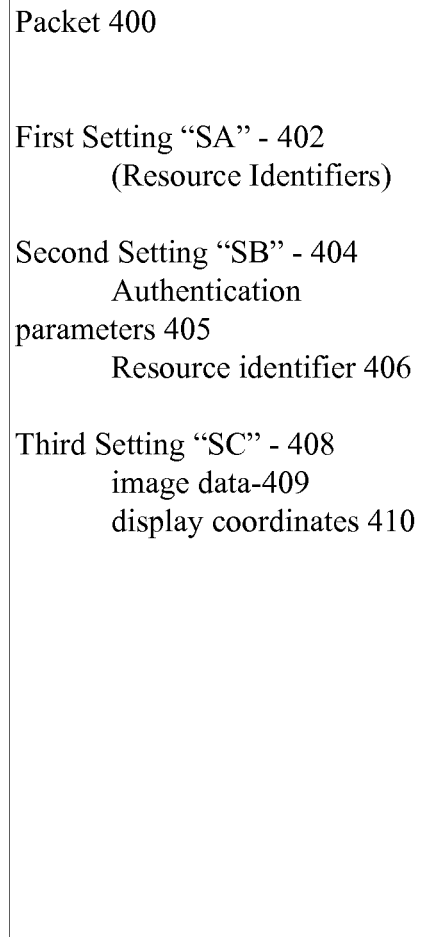 Packet 400
First Setting “SA” - 402
(Resource Identifiers)
Second Setting “SB” - 404
Authentication
parameters 405
Resource identifier 406
Third Setting “SC” - 408
image data-409
display coordinates 410